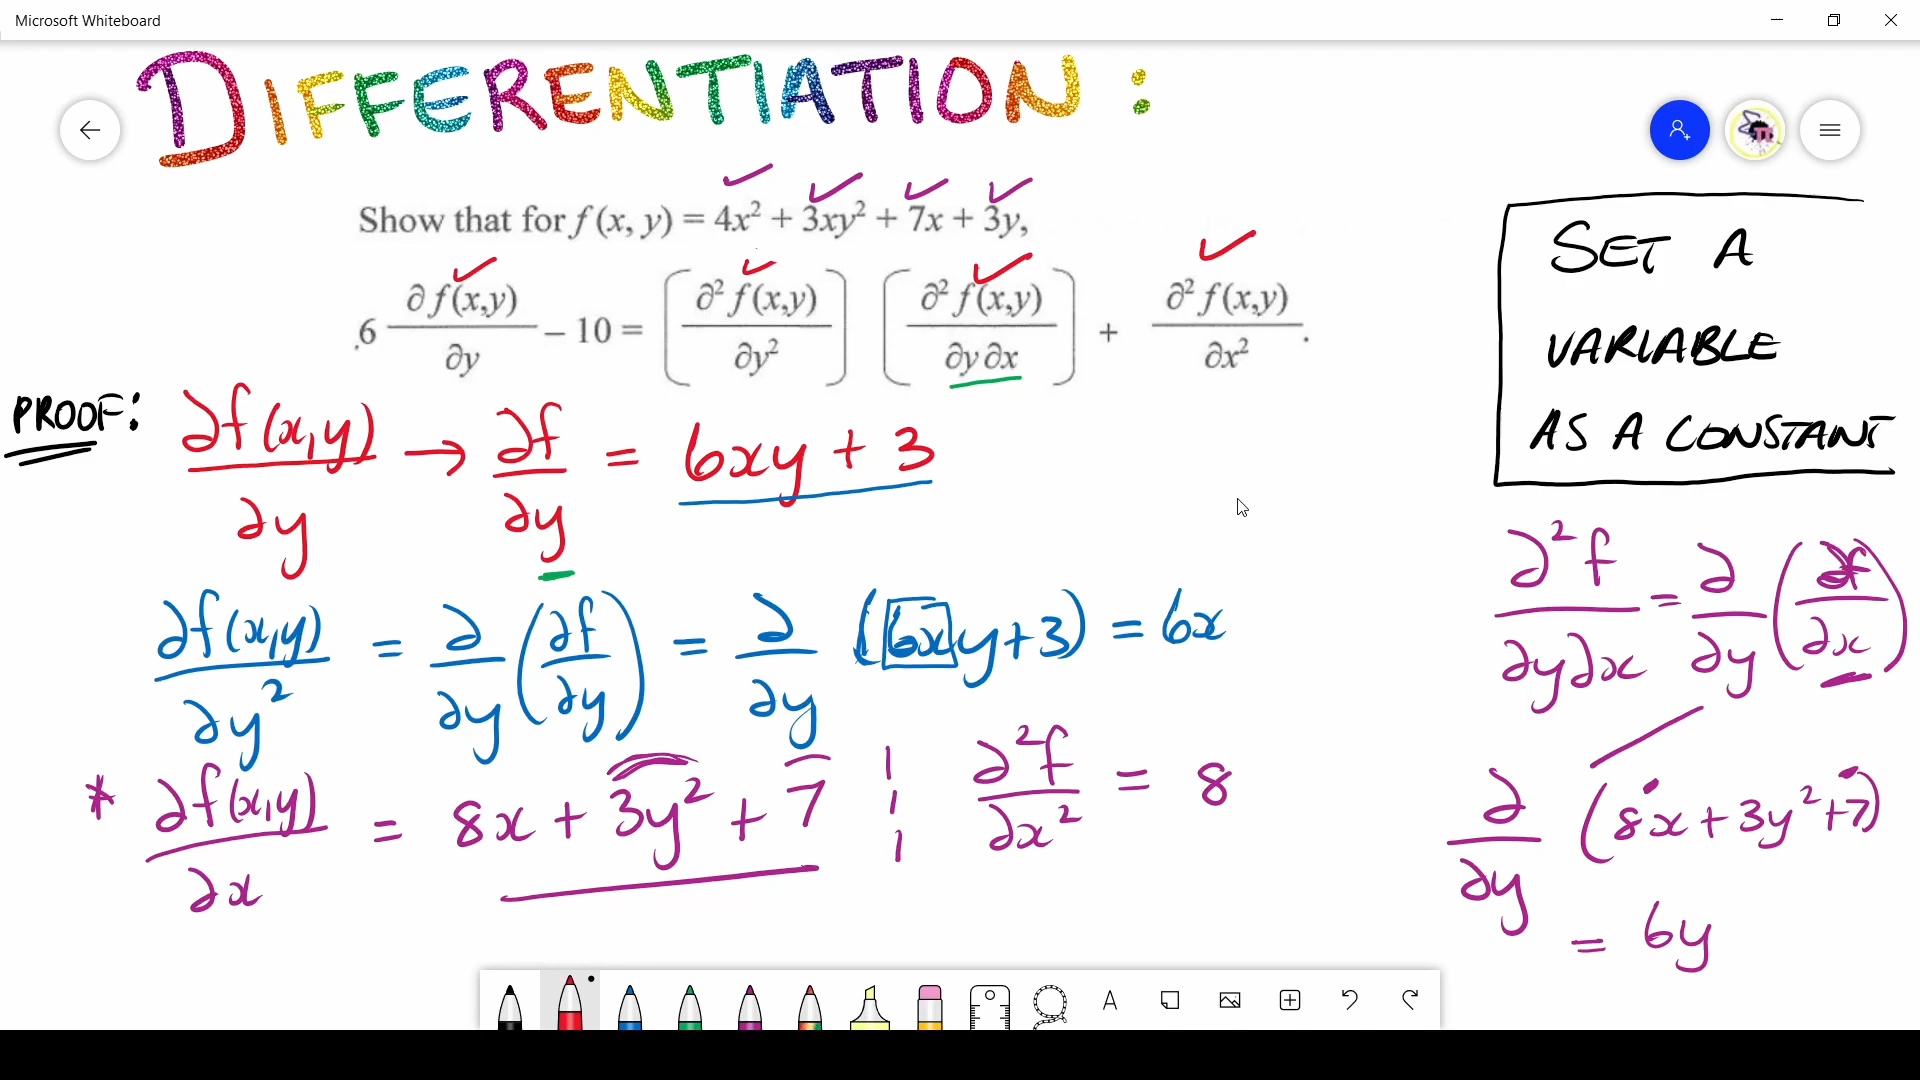 Microsoft Whiteboard
DIFFERENTIATION :
Show that for f(x, y) = 4x² + 3xy² + 7x + 3y,
6 ∂f(x,y)/∂y − 10 = [∂²f(x,y)/∂y²] [∂²f(x,y)/∂y∂x] + ∂²f(x,y)/∂x².
SET A
VARIABLE
AS A CONSTANT
PROOF: ∂f(x,y)/∂y → ∂f/∂y = 6xy + 3
∂f(x,y)/∂y² = ∂/∂y (∂f/∂y) = ∂/∂y (6xy+3) = 6x
* ∂f(x,y)/∂x = 8x + 3y² + 7 ¦ ∂²f/∂x² = 8
∂²f/∂y∂x = ∂/∂y (∂f/∂x)
∂/∂y (8x+3y²+7)
= 6y